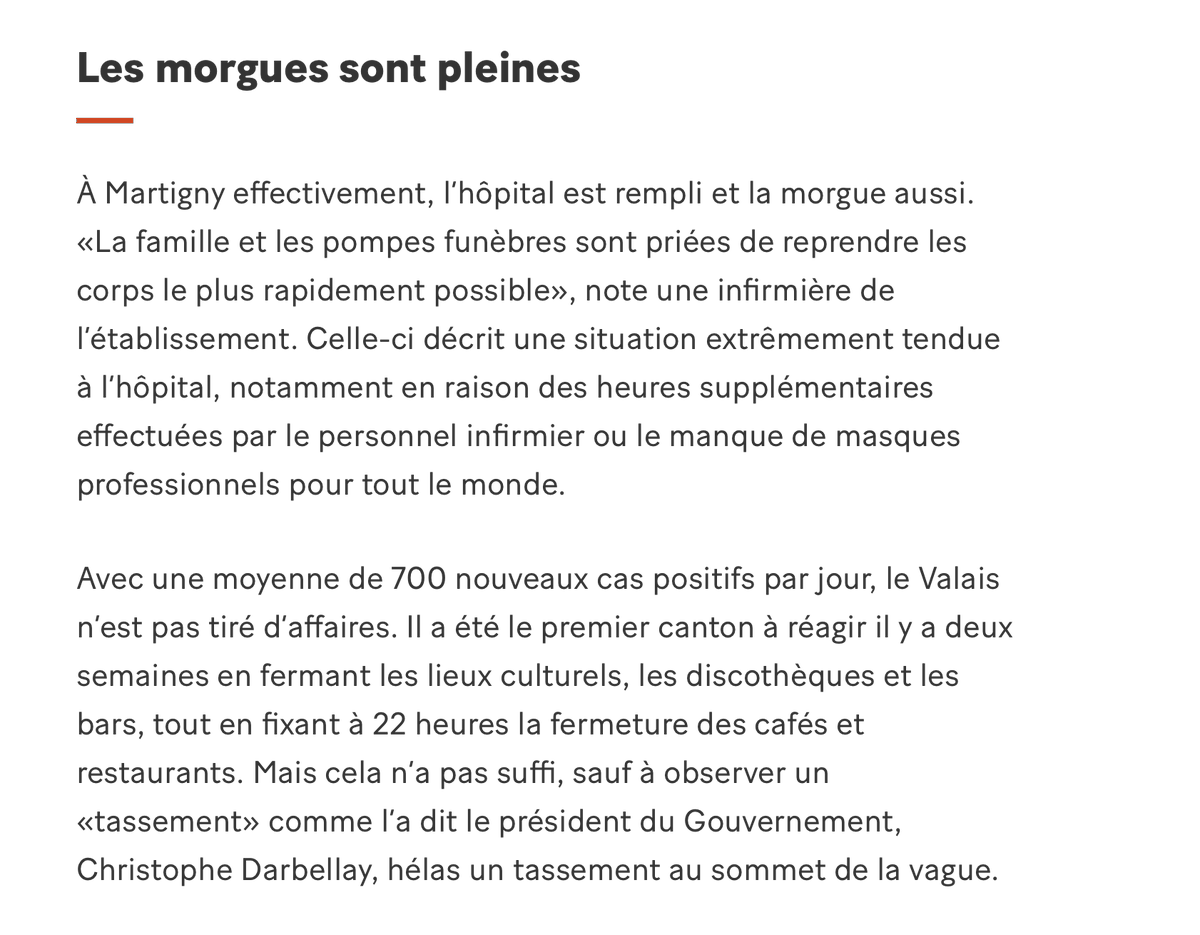 Les morgues sont pleines
À Martigny effectivement, l'hôpital est rempli et la morgue aussi.
«La famille et les pompes funèbres sont priées de reprendre les
corps le plus rapidement possible», note une infirmière de
l'établissement. Celle-ci décrit une situation extrêmement tendue
à l'hôpital, notamment en raison des heures supplémentaires
effectuées par le personnel infirmier ou le manque de masques
professionnels pour tout le monde.
Avec une moyenne de 700 nouveaux cas positifs par jour, le Valais
n'est pas tiré d'affaires. Il a été le premier canton à réagir il y a deux
semaines en fermant les lieux culturels, les discothèques et les
bars, tout en fixant à 22 heures la fermeture des cafés et
restaurants. Mais cela n'a pas suffi, sauf à observer un
«tassement» comme l'a dit le président du Gouvernement,
Christophe Darbellay, hélas un tassement au sommet de la vague.